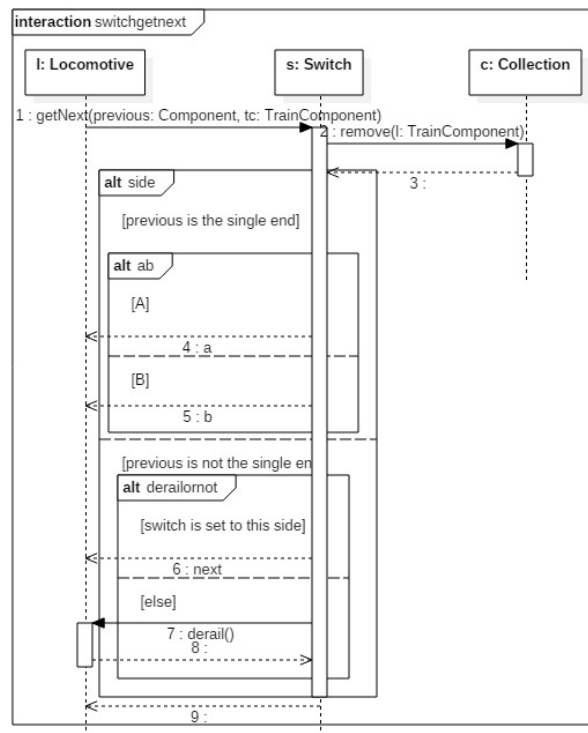 interaction switchgetnext
l: Locomotive
s: Switch
c: Collection
1 : getNext(previous: Component, tc: TrainComponent)
2 : remove(l: TrainComponent)
3 :
alt side
[previous is the single end]
alt ab
[A]
4 : a
[B]
5 : b
[previous is not the single en
alt derailornot
[switch is set to this side]
6 : next
[else]
7 : derail()
8 :
9 :